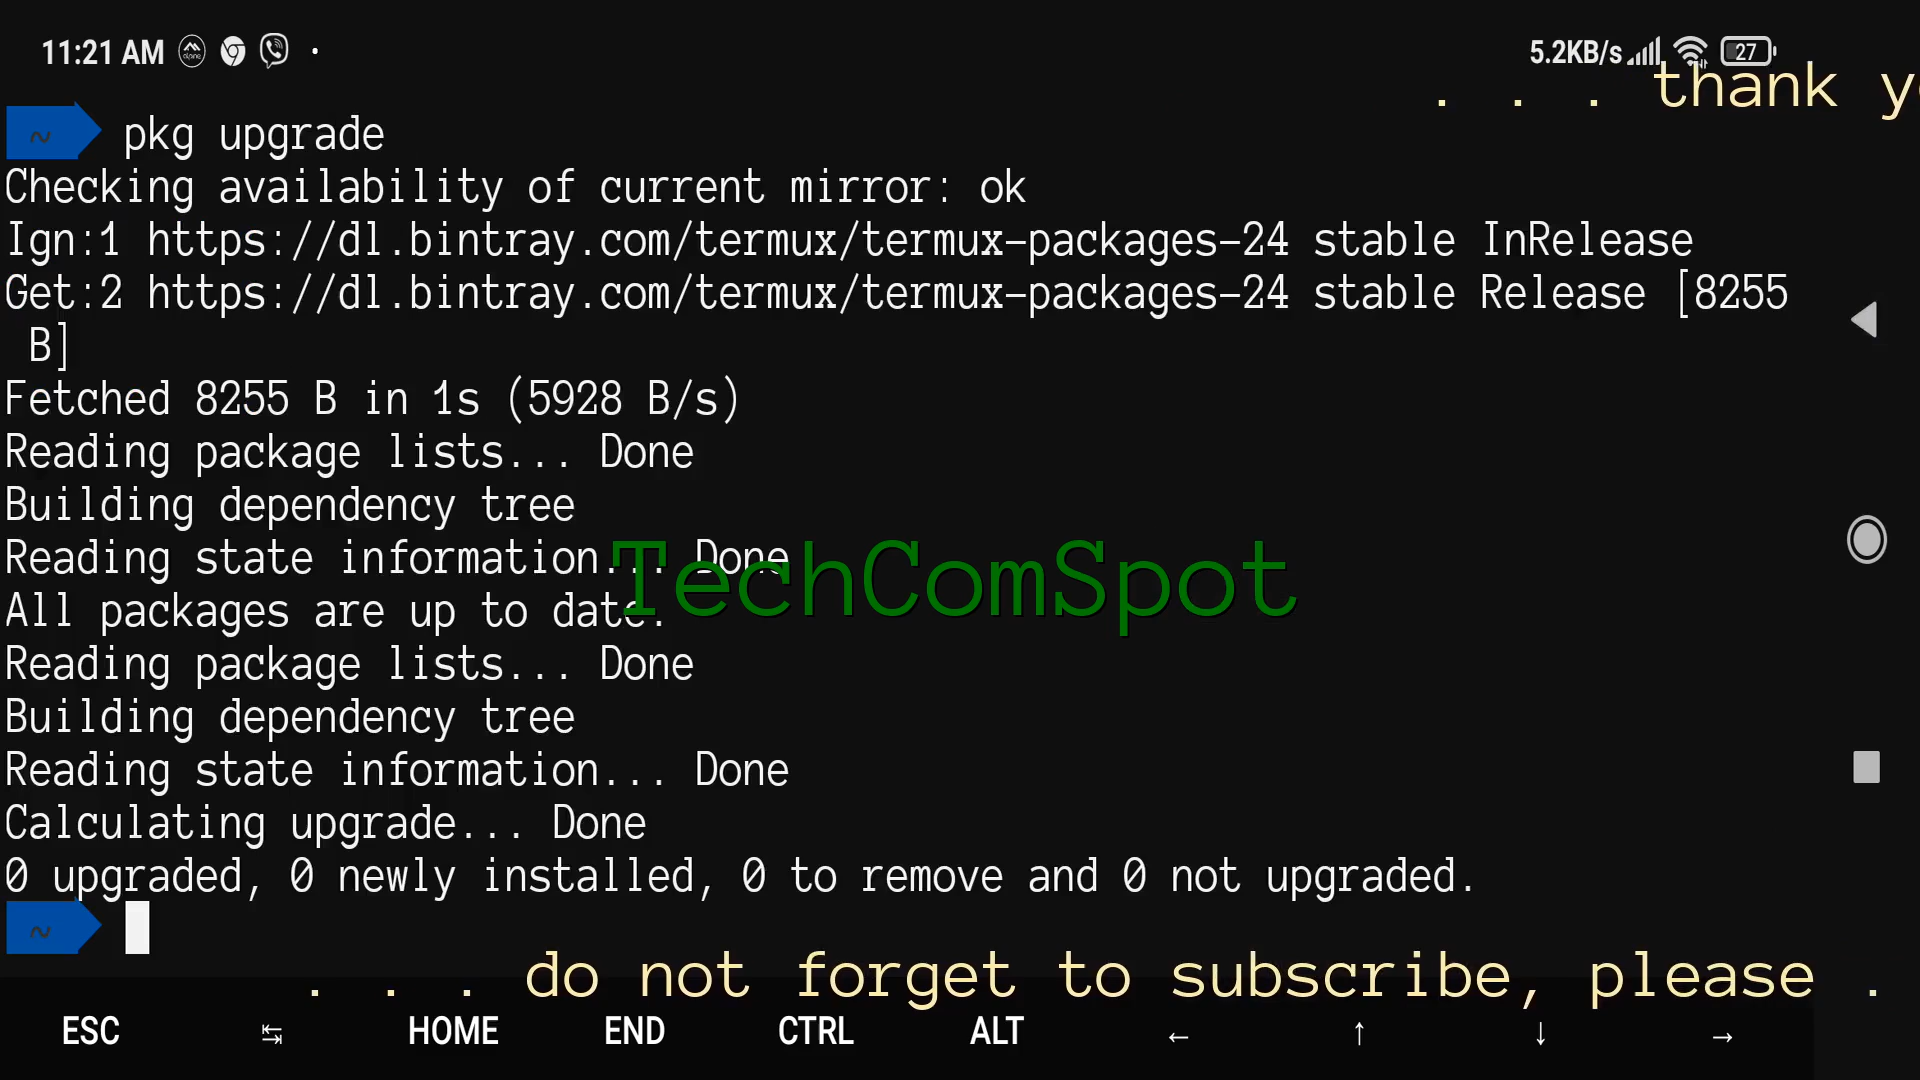 11:21 AM
5.2KB/s 27
. . . thank yo
~ pkg upgrade
Checking availability of current mirror: ok
Ign:1 https://dl.bintray.com/termux/termux-packages-24 stable InRelease
Get:2 https://dl.bintray.com/termux/termux-packages-24 stable Release [8255
B]
Fetched 8255 B in 1s (5928 B/s)
Reading package lists... Done
Building dependency tree
Reading state information... Done
TechComSpot
All packages are up to date.
Reading package lists... Done
Building dependency tree
Reading state information... Done
Calculating upgrade... Done
0 upgraded, 0 newly installed, 0 to remove and 0 not upgraded.
~
. . . do not forget to subscribe, please .
ESC ↹ HOME END CTRL ALT ← ↑ ↓ →